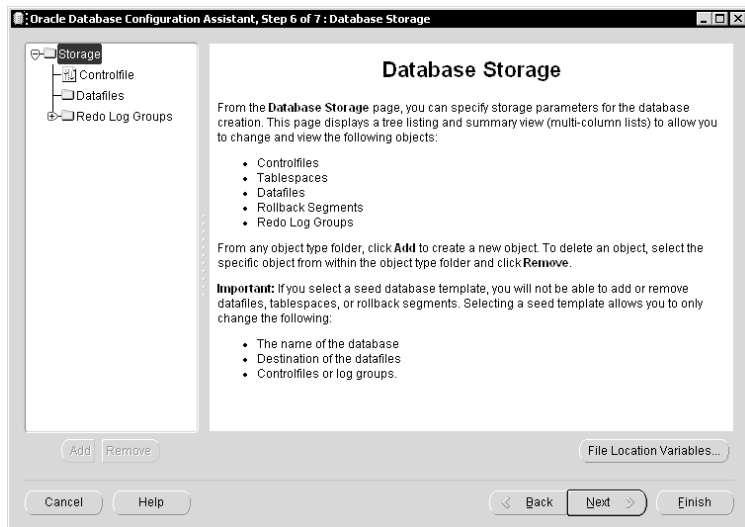 Oracle Database Configuration Assistant, Step 6 of 7 : Database Storage
Storage
Controlfile
Datafiles
Redo Log Groups
Database Storage
From the Database Storage page, you can specify storage parameters for the database
creation. This page displays a tree listing and summary view (multi-column lists) to allow you
to change and view the following objects:
• Controlfiles
• Tablespaces
• Datafiles
• Rollback Segments
• Redo Log Groups
From any object type folder, click Add to create a new object. To delete an object, select the
specific object from within the object type folder and click Remove.
Important: If you select a seed database template, you will not be able to add or remove
datafiles, tablespaces, or rollback segments. Selecting a seed template allows you to only
change the following:
• The name of the database
• Destination of the datafiles
• Controlfiles or log groups.
Add Remove
File Location Variables...
Cancel Help Back Next Finish